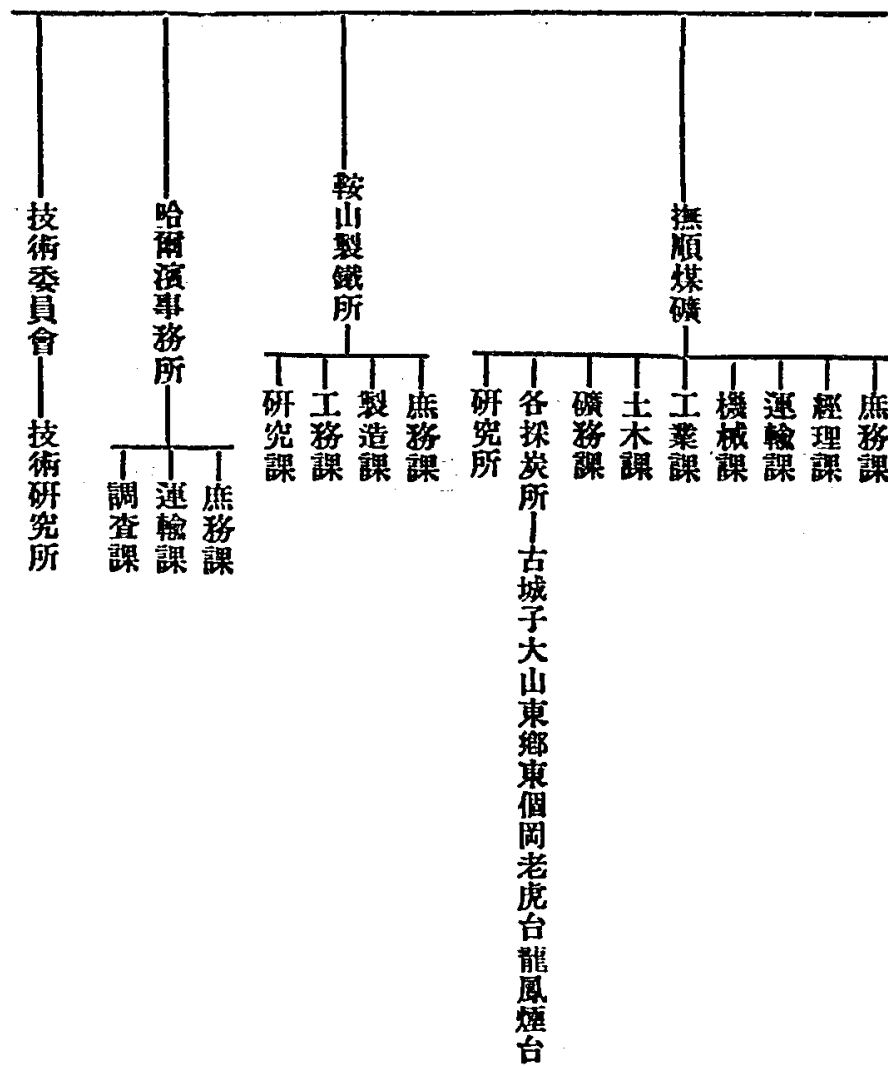 撫順煤礦
庶務課
經理課
運輸課
機械課
工業課
土木課
礦務課
各採炭所
古城子大山東鄉東個岡老虎台龍鳳煙台
研究所
鞍山製鐵所
庶務課
製造課
工務課
研究課
哈爾濱事務所
庶務課
運輸課
調査課
技術委員會
技術研究所